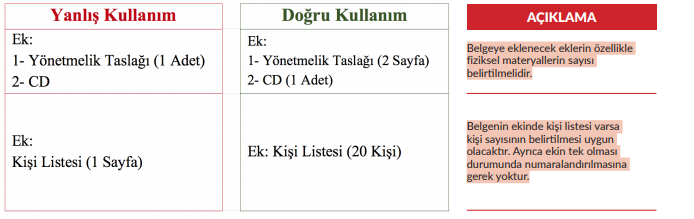 Yanlış Kullanım
Ek:
1- Yönetmelik Taslağı (1 Adet)
2- CD
Ek:
Kişi Listesi (1 Sayfa)
Doğru Kullanım
Ek:
1- Yönetmelik Taslağı (2 Sayfa)
2- CD (1 Adet)
Ek: Kişi Listesi (20 Kişi)
AÇIKLAMA
Belgeye eklenecek eklerin özellikle
fiziksel materyallerin sayısı
belirtilmelidir.
Belgenin ekinde kişi listesi varsa
kişi sayısının belirtilmesi uygun
olacaktır. Ayrıca ekin tek olması
durumunda numaralandırılmasına
gerek yoktur.